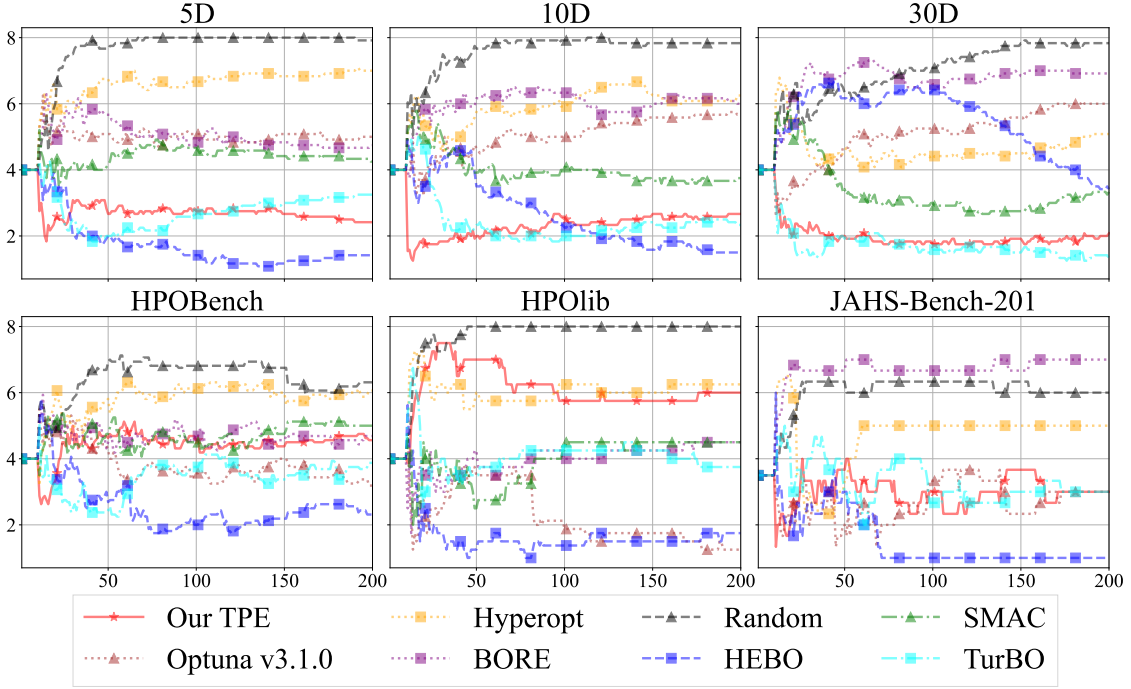 5D 10D 30D
8
6
4
2
HPOBench HPOlib JAHS-Bench-201
8
6
4
2
50 100 150 200 50 100 150 200 50 100 150 200
Our TPE Hyperopt Random SMAC
Optuna v3.1.0 BORE HEBO TurBO